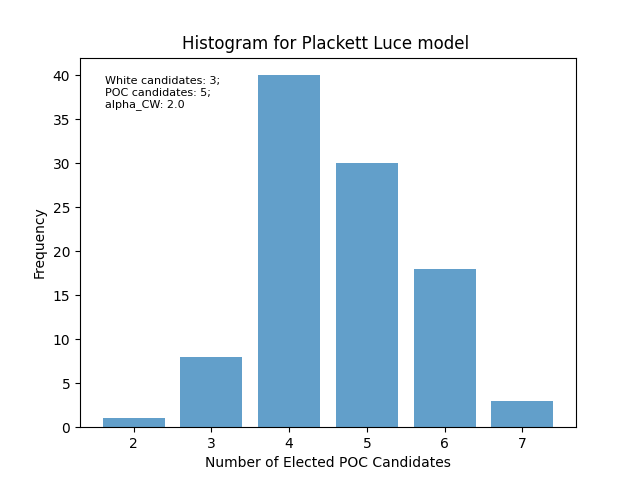 Histogram for Plackett Luce model
White candidates: 3;
POC candidates: 5;
alpha_CW: 2.0
40
35
30
25
20
15
10
5
0
Frequency
2 3 4 5 6 7
Number of Elected POC Candidates